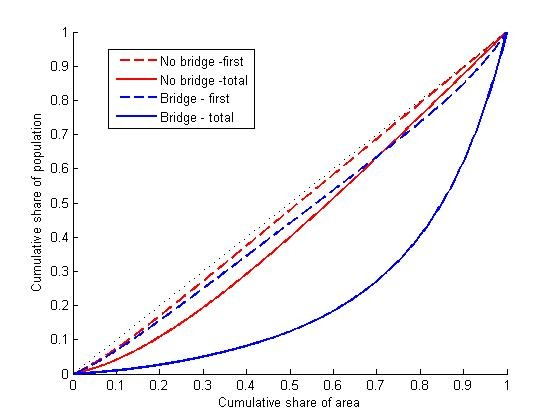 1
0.9
0.8
0.7
0.6
0.5
0.4
0.3
0.2
0.1
0
No bridge -first
No bridge -total
Bridge - first
Bridge - total
Cumulative share of population
0 0.1 0.2 0.3 0.4 0.5 0.6 0.7 0.8 0.9 1
Cumulative share of area